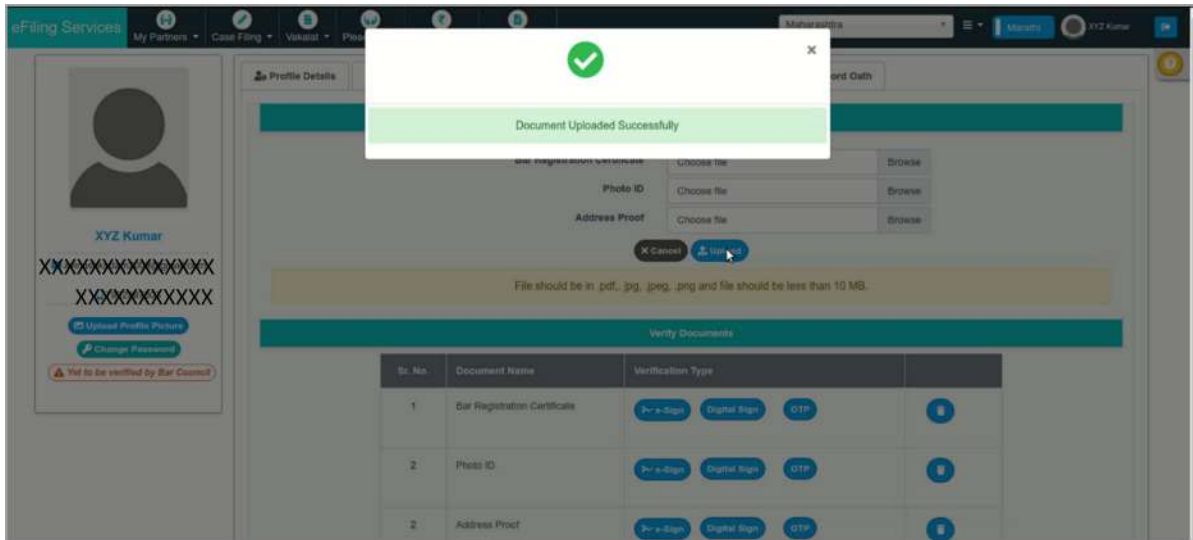 eFiling Services
My Partners Case Filing Vakalat Maharashtra Marathi XYZ Kumar
×
Profile Details
Document Uploaded Successfully
Bar Registration Certificate Choose file Browse
Photo ID Choose file Browse
Address Proof Choose file Browse
XYZ Kumar
× Cancel Upload
File should be in .pdf, .jpg, .jpeg, .png and file should be less than 10 MB.
Upload Profile Picture
Change Password
Yet to be verified by Bar Council
Verify Documents
Sr. No. Document Name Verification Type
1 Bar Registration Certificate e-Sign Digital Sign OTP
2 Photo ID e-Sign Digital Sign OTP
2 Address Proof e-Sign Digital Sign OTP